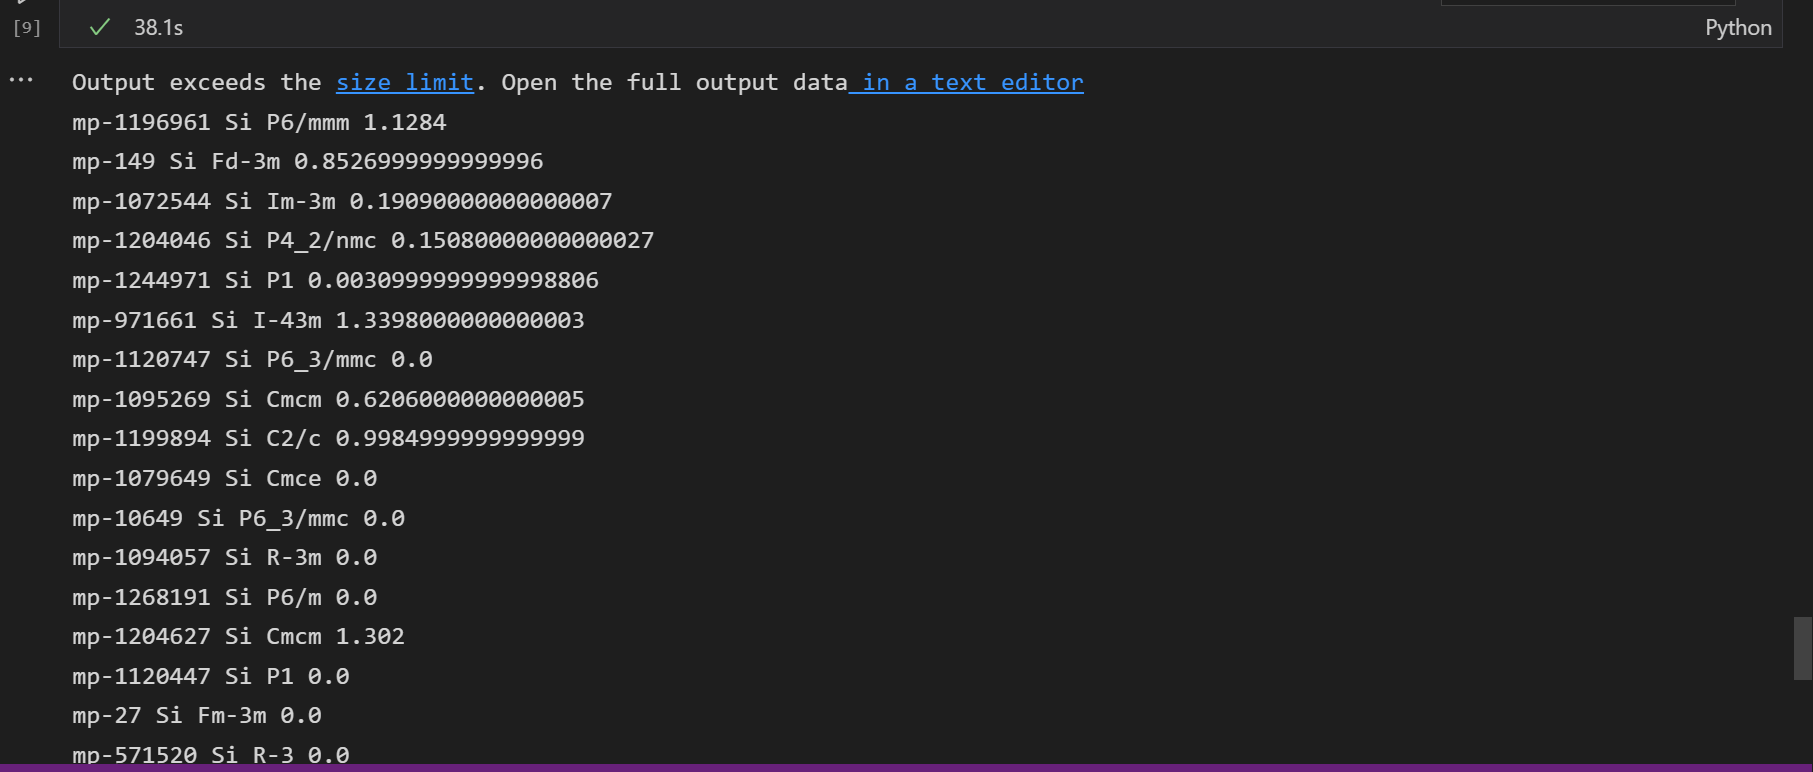 [9] 38.1s Python
Output exceeds the size limit. Open the full output data in a text editor
mp-1196961 Si P6/mmm 1.1284
mp-149 Si Fd-3m 0.8526999999999996
mp-1072544 Si Im-3m 0.19090000000000007
mp-1204046 Si P4_2/nmc 0.15080000000000027
mp-1244971 Si P1 0.0030999999999998806
mp-971661 Si I-43m 1.3398000000000003
mp-1120747 Si P6_3/mmc 0.0
mp-1095269 Si Cmcm 0.6206000000000005
mp-1199894 Si C2/c 0.9984999999999999
mp-1079649 Si Cmce 0.0
mp-10649 Si P6_3/mmc 0.0
mp-1094057 Si R-3m 0.0
mp-1268191 Si P6/m 0.0
mp-1204627 Si Cmcm 1.302
mp-1120447 Si P1 0.0
mp-27 Si Fm-3m 0.0
mp-571520 Si R-3 0.0